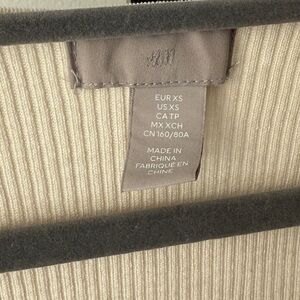 H&M
EUR XS
US XS
CA TP
MX XCH
CN 160/80A
MADE IN
CHINA
FABRIQUÉ EN
CHINE